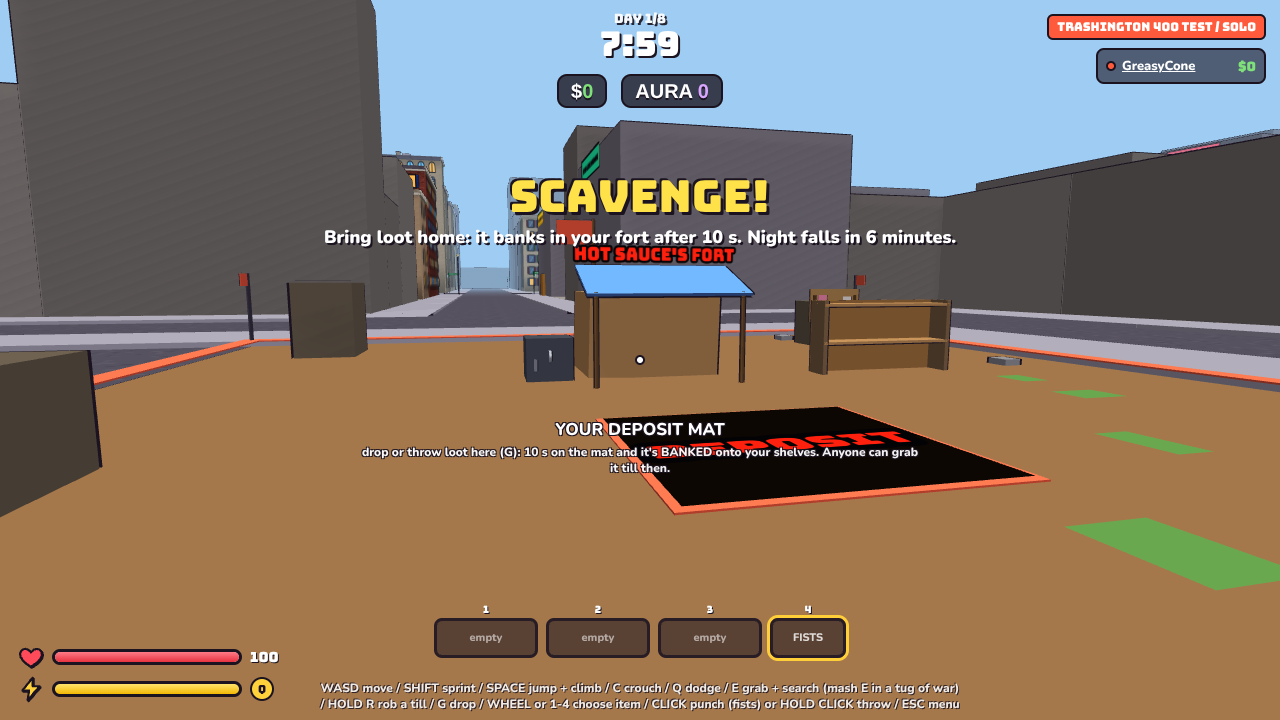 DAY 1/8
7:59
$0
AURA 0
TRASHINGTON 400 TEST / SOLO
GreasyCone $0
SCAVENGE!
Bring loot home: it banks in your fort after 10 s. Night falls in 6 minutes.
HOT SAUCE'S FORT
YOUR DEPOSIT MAT
DEPOSIT
drop or throw loot here (G): 10 s on the mat and it's BANKED onto your shelves. Anyone can grab
it till then.
1
2
3
4
empty
empty
empty
FISTS
100
0
WASD move / SHIFT sprint / SPACE jump + climb / C crouch / Q dodge / E grab + search (mash E in a tug of war)
/ HOLD R rob a till / G drop / WHEEL or 1-4 choose item / CLICK punch (fists) or HOLD CLICK throw / ESC menu